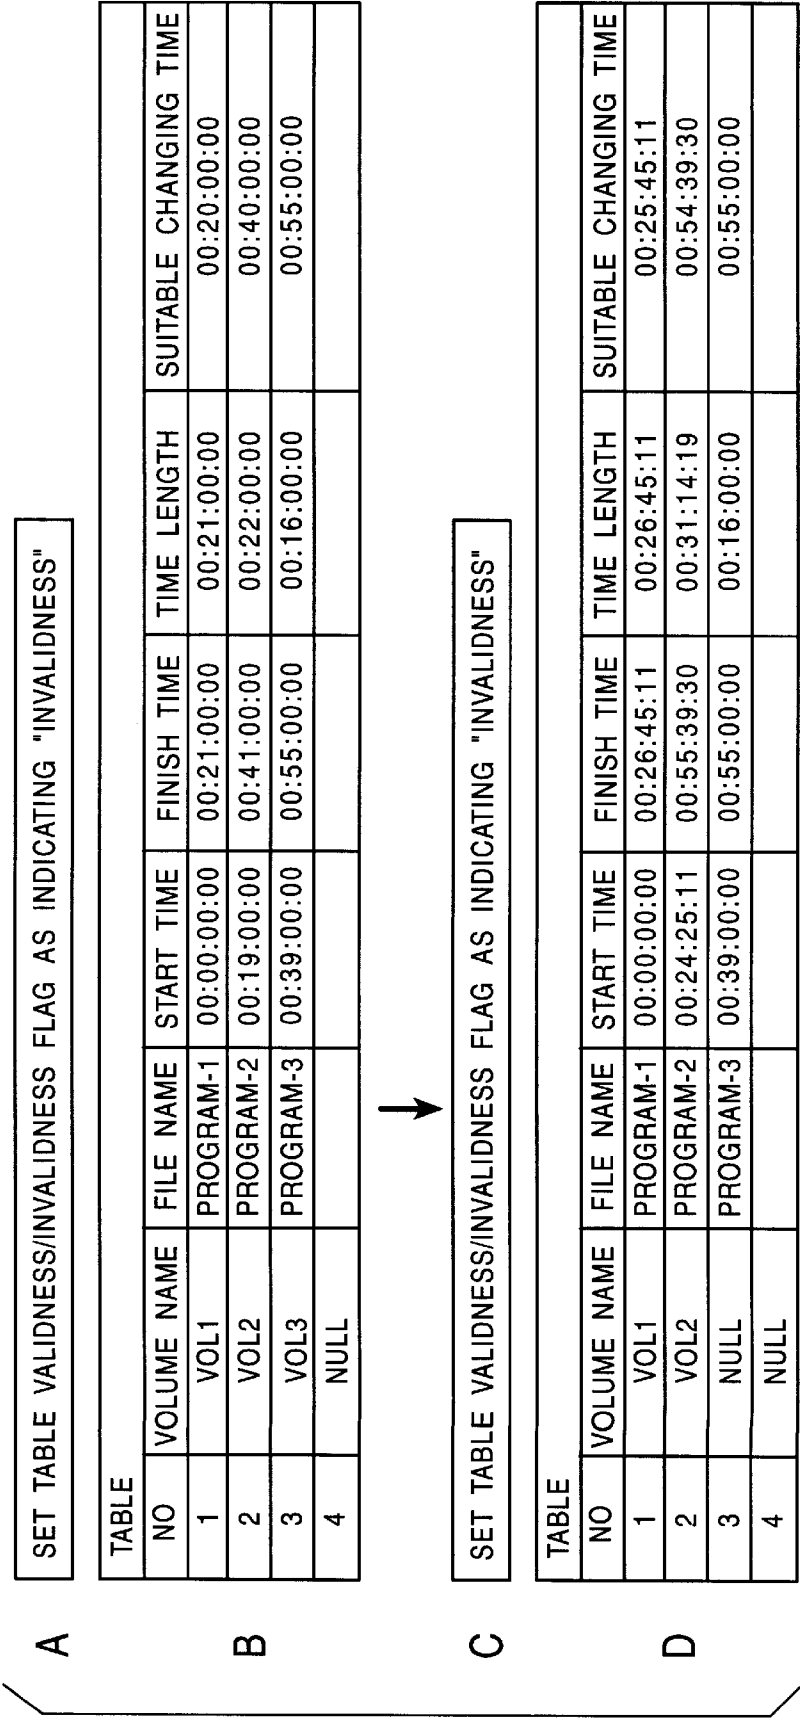 A
SET TABLE VALIDNESS/INVALIDNESS FLAG AS INDICATING "INVALIDNESS"
B
TABLE
NO VOLUME NAME FILE NAME START TIME FINISH TIME TIME LENGTH SUITABLE CHANGING TIME
1 VOL1 PROGRAM-1 00:00:00:00 00:21:00:00 00:21:00:00 00:20:00:00
2 VOL2 PROGRAM-2 00:19:00:00 00:41:00:00 00:22:00:00 00:40:00:00
3 VOL3 PROGRAM-3 00:39:00:00 00:55:00:00 00:16:00:00 00:55:00:00
4 NULL
C
SET TABLE VALIDNESS/INVALIDNESS FLAG AS INDICATING "INVALIDNESS"
D
TABLE
NO VOLUME NAME FILE NAME START TIME FINISH TIME TIME LENGTH SUITABLE CHANGING TIME
1 VOL1 PROGRAM-1 00:00:00:00 00:26:45:11 00:26:45:11 00:25:45:11
2 VOL2 PROGRAM-2 00:24:25:11 00:55:39:30 00:31:14:19 00:54:39:30
3 NULL PROGRAM-3 00:39:00:00 00:55:00:00 00:16:00:00 00:55:00:00
4 NULL